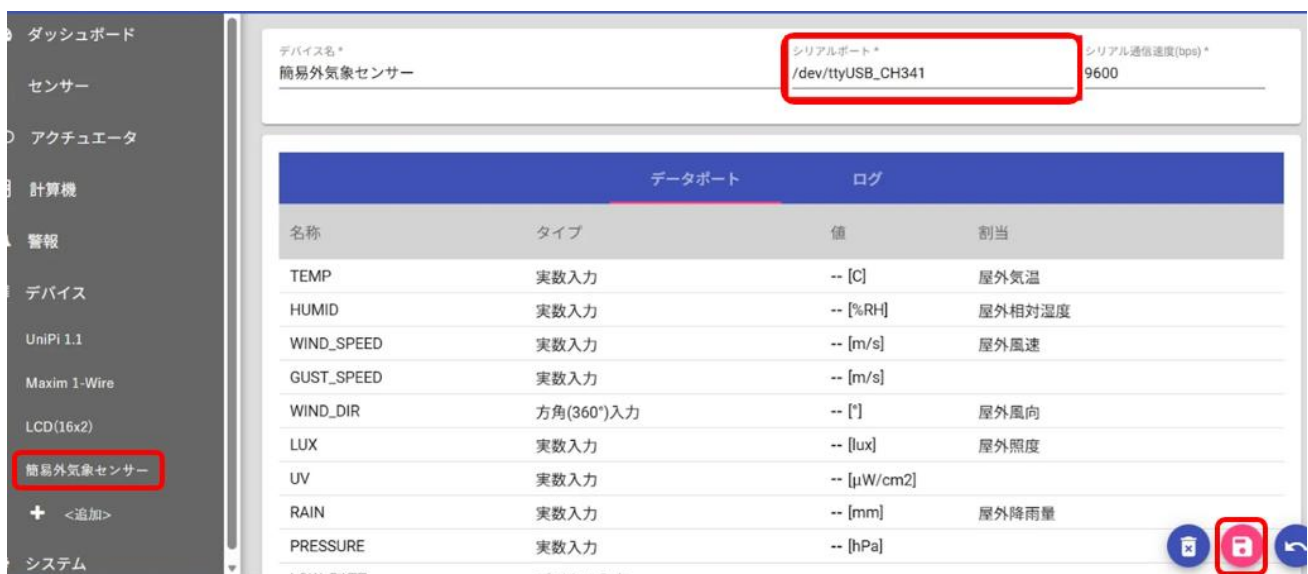 ダッシュボード
センサー
アクチュエータ
計算機
警報
デバイス
UniPi 1.1
Maxim 1-Wire
LCD(16x2)
簡易外気象センサー
<追加>
システム
デバイス名 *
簡易外気象センサー
シリアルポート *
/dev/ttyUSB_CH341
シリアル通信速度(bps) *
9600
データポート ログ
名称 タイプ 値 割当
TEMP 実数入力 -- [C] 屋外気温
HUMID 実数入力 -- [%RH] 屋外相対湿度
WIND_SPEED 実数入力 -- [m/s] 屋外風速
GUST_SPEED 実数入力 -- [m/s]
WIND_DIR 方角(360°)入力 -- [°] 屋外風向
LUX 実数入力 -- [lux] 屋外照度
UV 実数入力 -- [μW/cm2]
RAIN 実数入力 -- [mm] 屋外降雨量
PRESSURE 実数入力 -- [hPa]